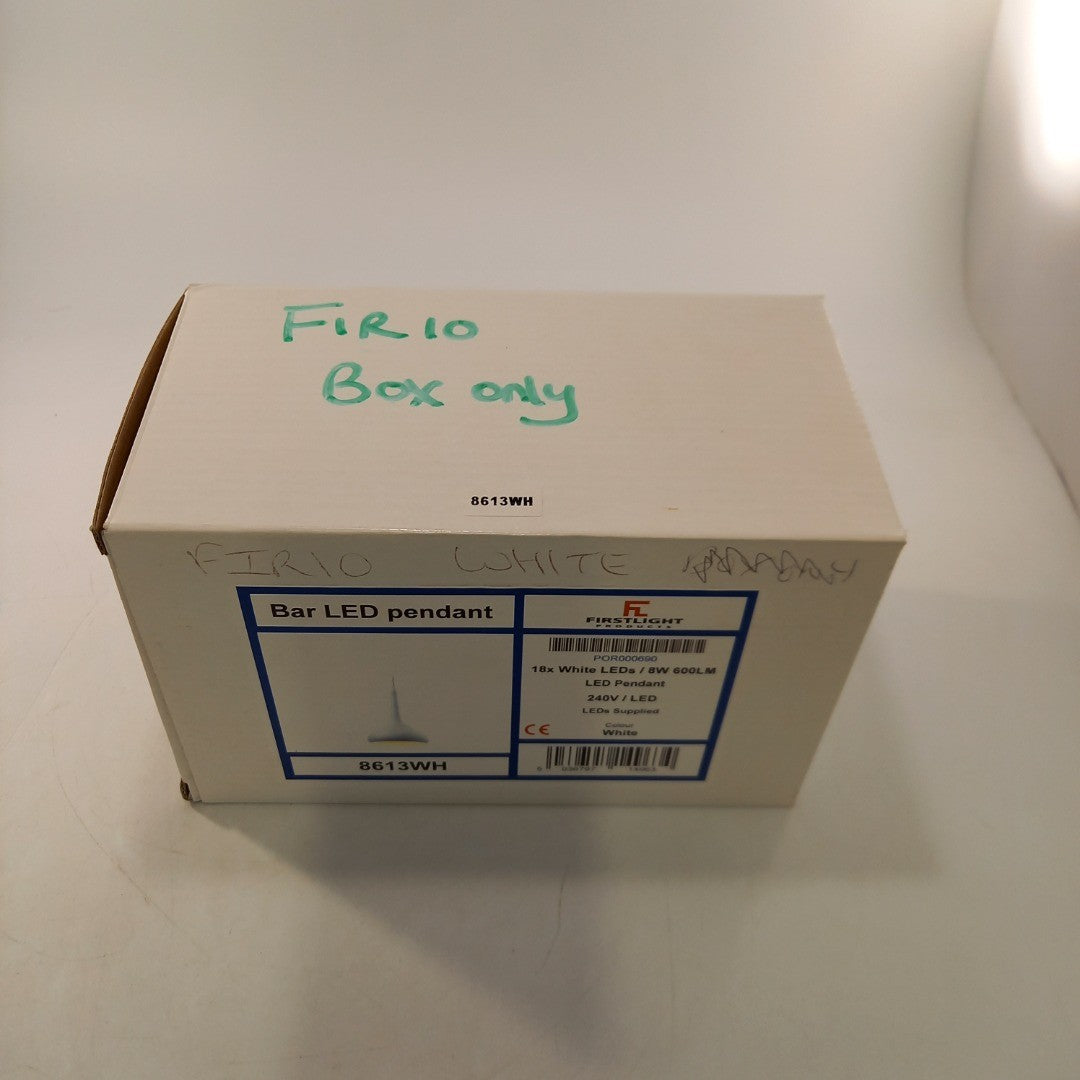 FIR10
Box only
8613WH
FIR10 WHITE
Bar LED pendant
FL
FIRSTLIGHT
PRODUCTS
POR000690
18x White LEDs / 8W 600LM
LED Pendant
240V / LED
LEDs Supplied
CE
Colour
White
8613WH